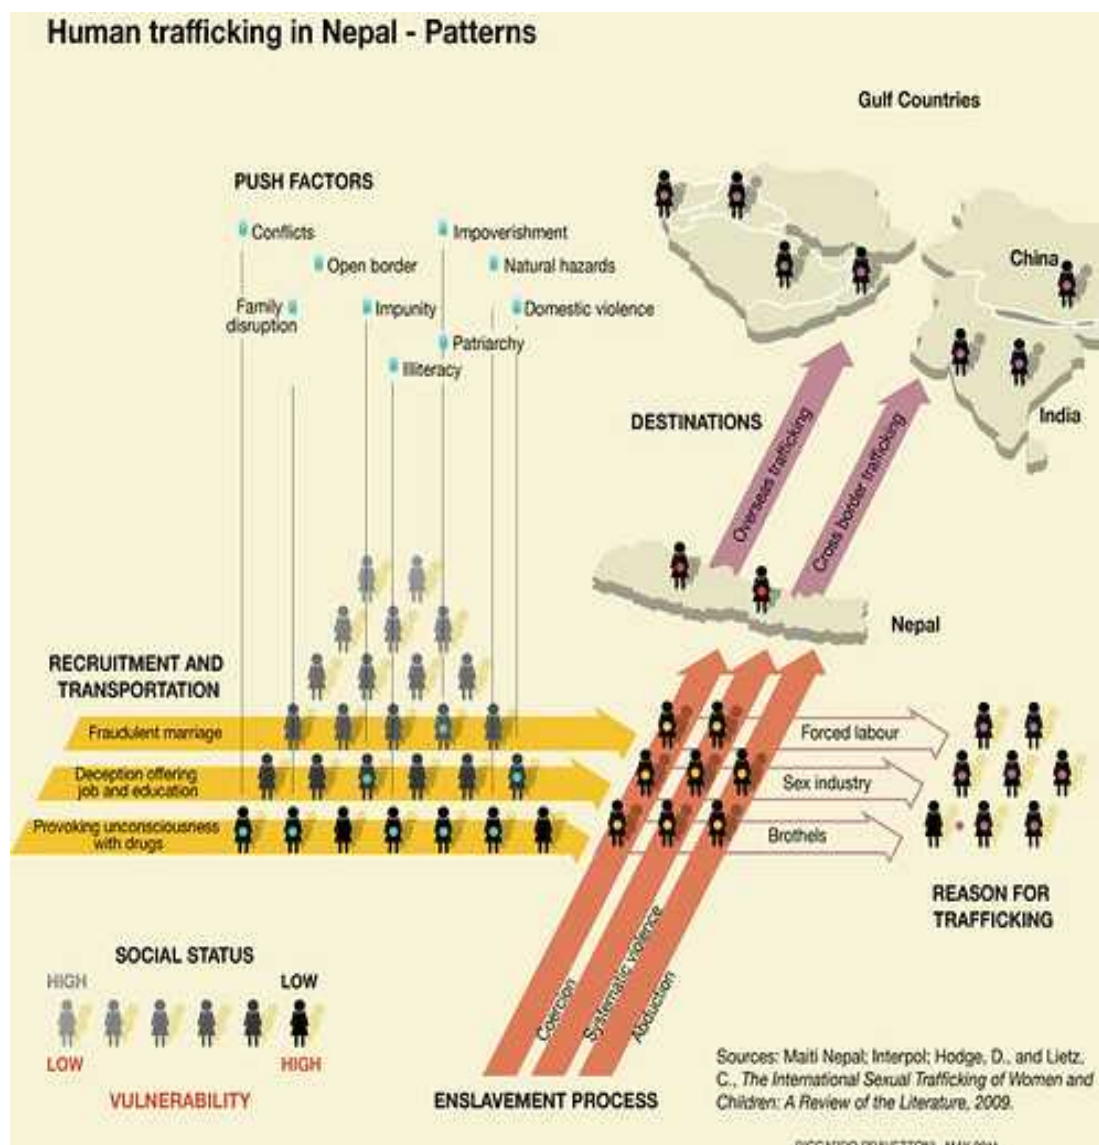 Human trafficking in Nepal - Patterns
Gulf Countries
PUSH FACTORS
Conflicts
Impoverishment
Open border
Natural hazards
China
Family
disruption
Impunity
Domestic violence
Patriarchy
Illiteracy
DESTINATIONS
India
Overseas trafficking
Cross border trafficking
Nepal
RECRUITMENT AND
TRANSPORTATION
Fraudulent marriage
Forced labour
Deception offering
job and education
Sex industry
Provoking unconsciousness
with drugs
Brothels
REASON FOR
TRAFFICKING
SOCIAL STATUS
HIGH
LOW
LOW
HIGH
VULNERABILITY
Coercion
Systematic violence
Abduction
ENSLAVEMENT PROCESS
Sources: Maiti Nepal; Interpol; Hodge, D., and Lietz,
C., The International Sexual Trafficking of Women and
Children: A Review of the Literature, 2009.